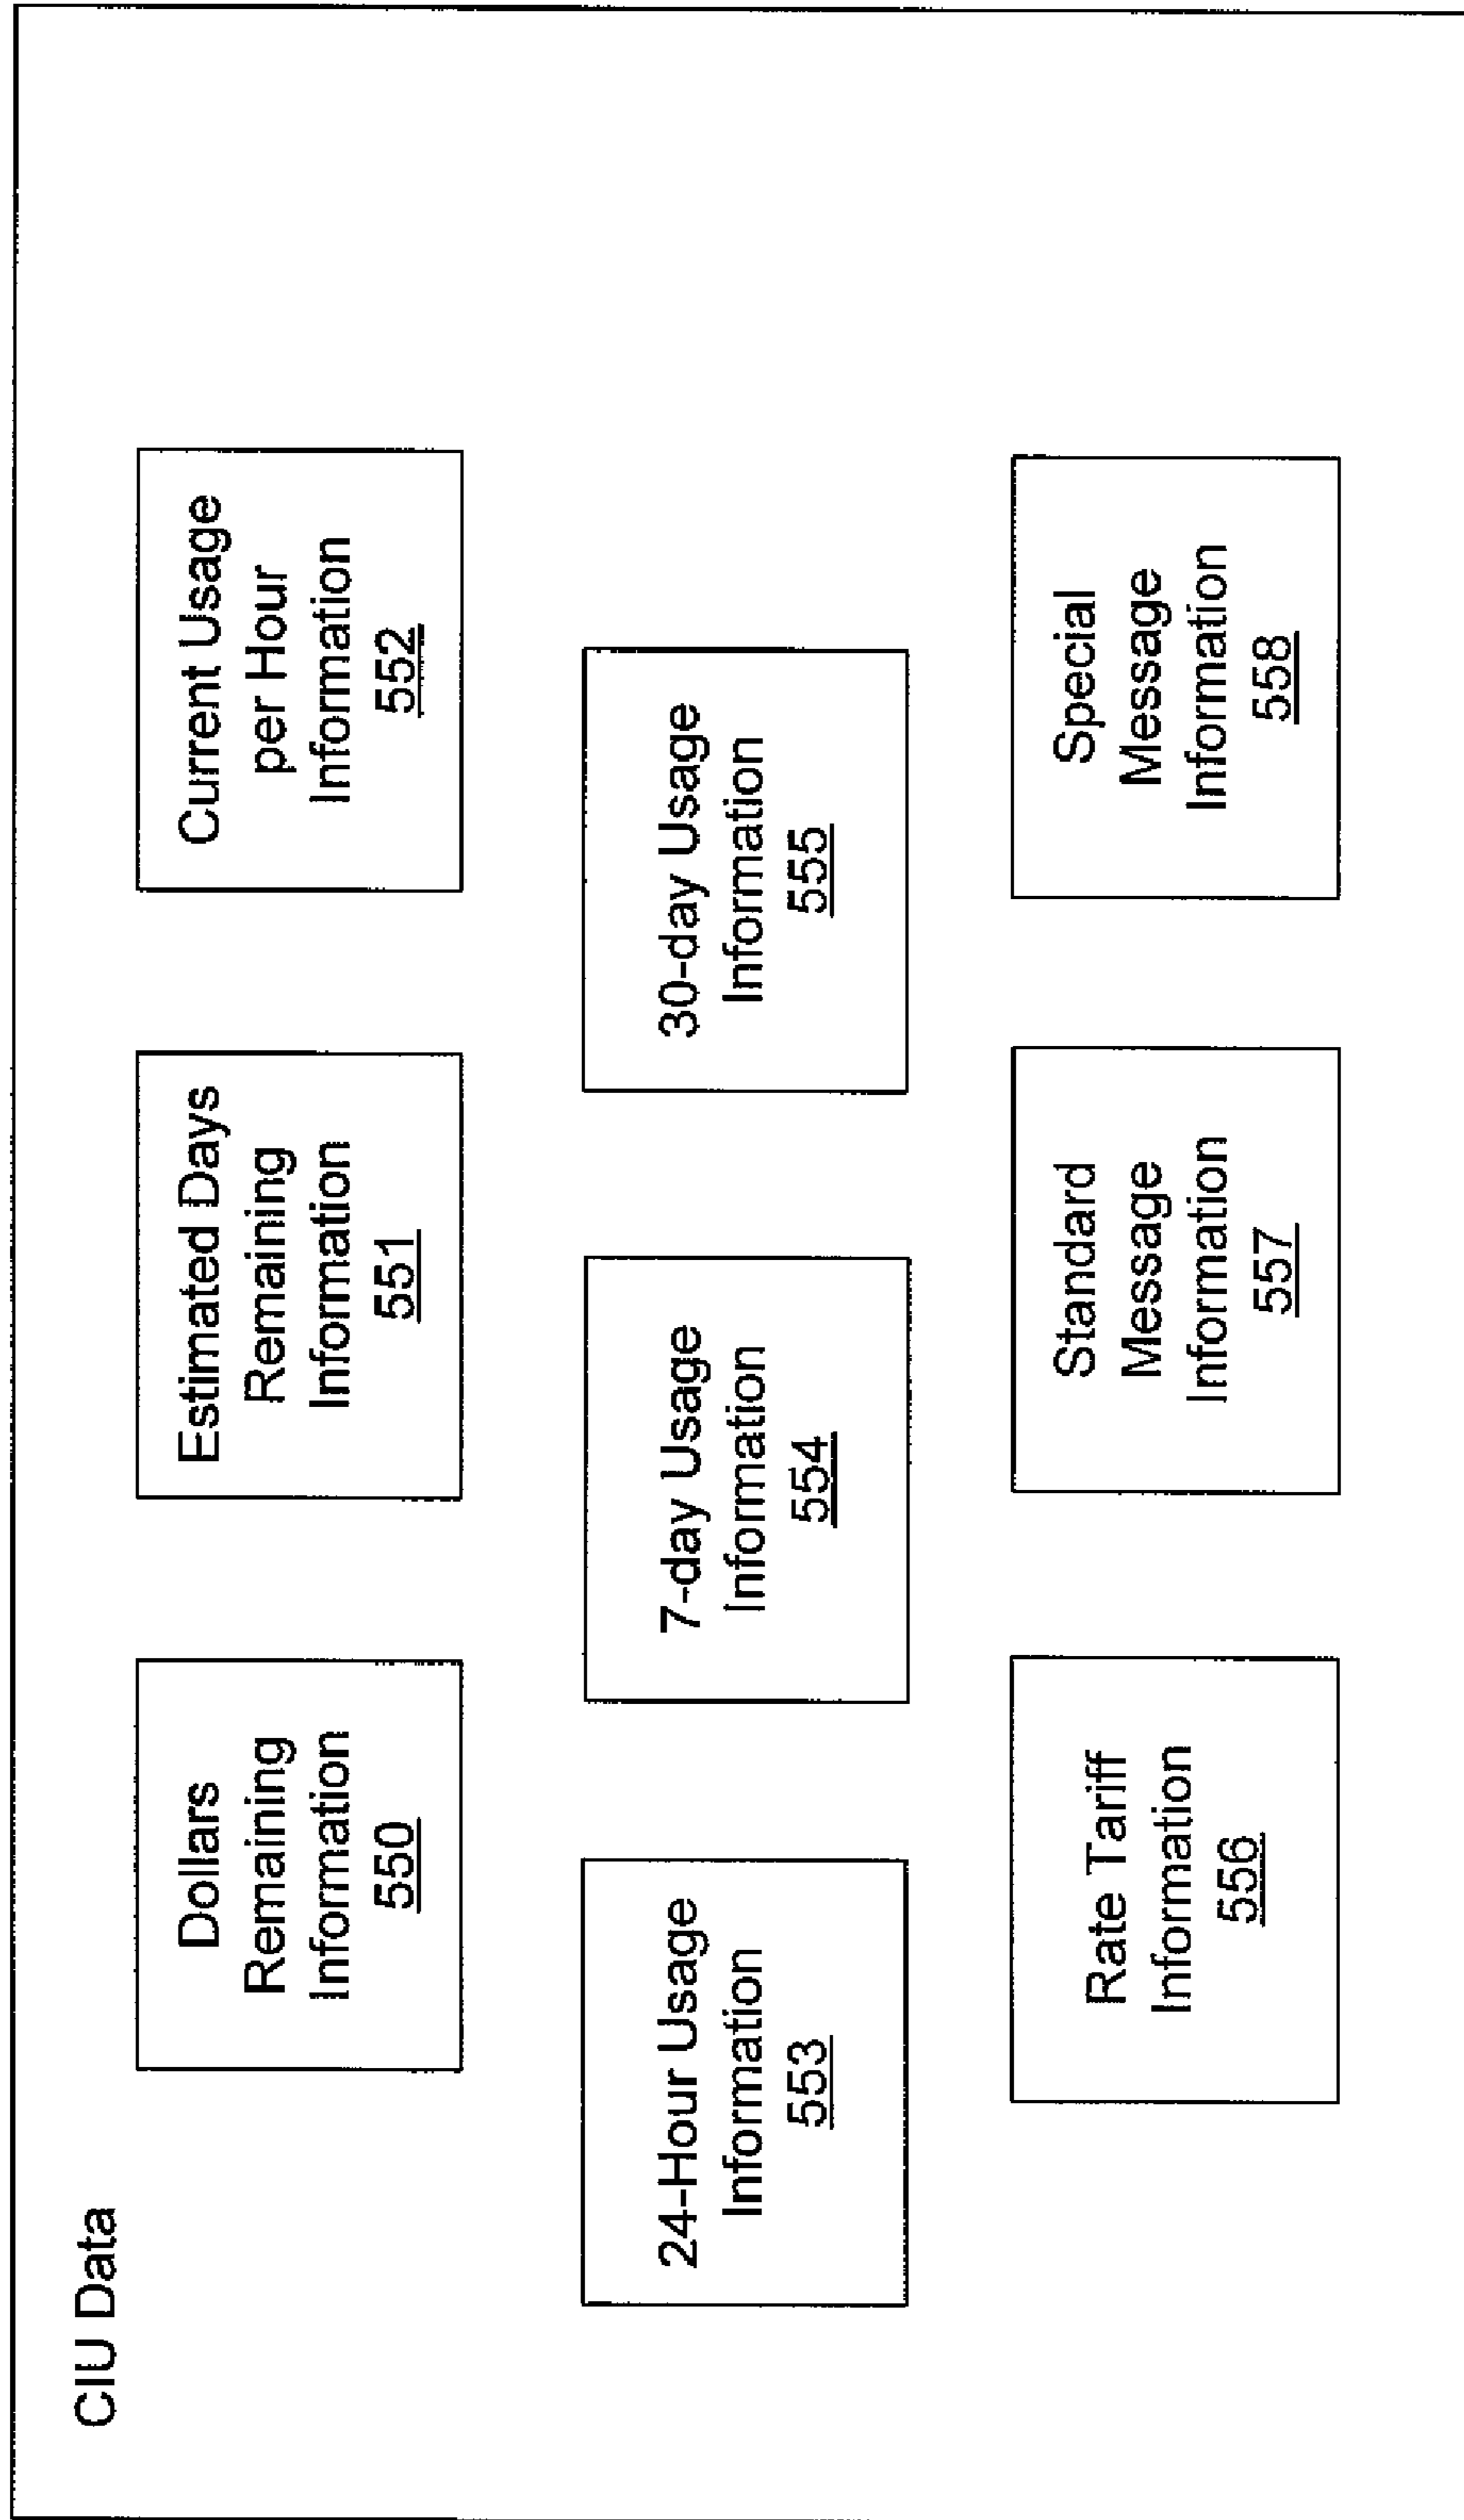 CIU Data
Dollars
Remaining
Information
550
Estimated Days
Remaining
Information
551
Current Usage
per Hour
Information
552
24-Hour Usage
Information
553
7-day Usage
Information
554
30-day Usage
Information
555
Rate Tariff
Information
556
Standard
Message
Information
557
Special
Message
Information
558